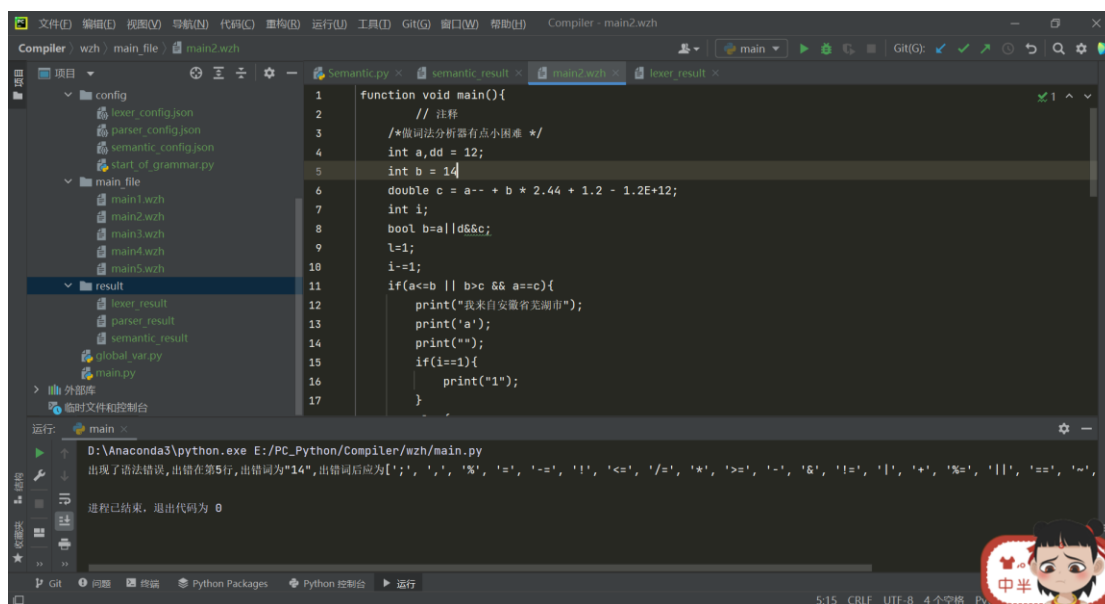 文件(F) 编辑(E) 视图(V) 导航(N) 代码(C) 重构(R) 运行(U) 工具(T) Git(G) 窗口(W) 帮助(H) Compiler - main2.wzh
Compiler wzh main_file main2.wzh main Git(G):
项目 Semantic.py semantic_result main2.wzh lexer_result
项目
config
lexer_config.json
parser_config.json
semantic_config.json
start_of_grammar.py
main_file
main1.wzh
main2.wzh
main3.wzh
main4.wzh
main5.wzh
result
lexer_result
parser_result
semantic_result
global_var.py
main.py
外部库
临时文件和控制台
1 function void main(){
2 // 注释
3 /*做词法分析器有点小困难 */
4 int a,dd = 12;
5 int b = 14
6 double c = a-- + b * 2.44 + 1.2 - 1.2E+12;
7 int i;
8 bool b=a||d&&c;
9 l=1;
10 i-=1;
11 if(a<=b || b>c && a==c){
12 print("我来自安徽省芜湖市");
13 print('a');
14 print("");
15 if(i==1){
16 print("1");
17 }
1
运行: main
D:\Anaconda3\python.exe E:/PC_Python/Compiler/wzh/main.py
出现了语法错误,出错在第5行,出错词为"14",出错词后应为[';', ',', '%', '=', '-=', '!', '<=', '/=', '*', '>=', '-', '&', '!=', '|', '+', '%=', '||', '==', '~',
进程已结束,退出代码为 0
结构
收藏夹
Git 问题 终端 Python Packages Python 控制台 运行
5:15 CRLF UTF-8 4 个空格
中半